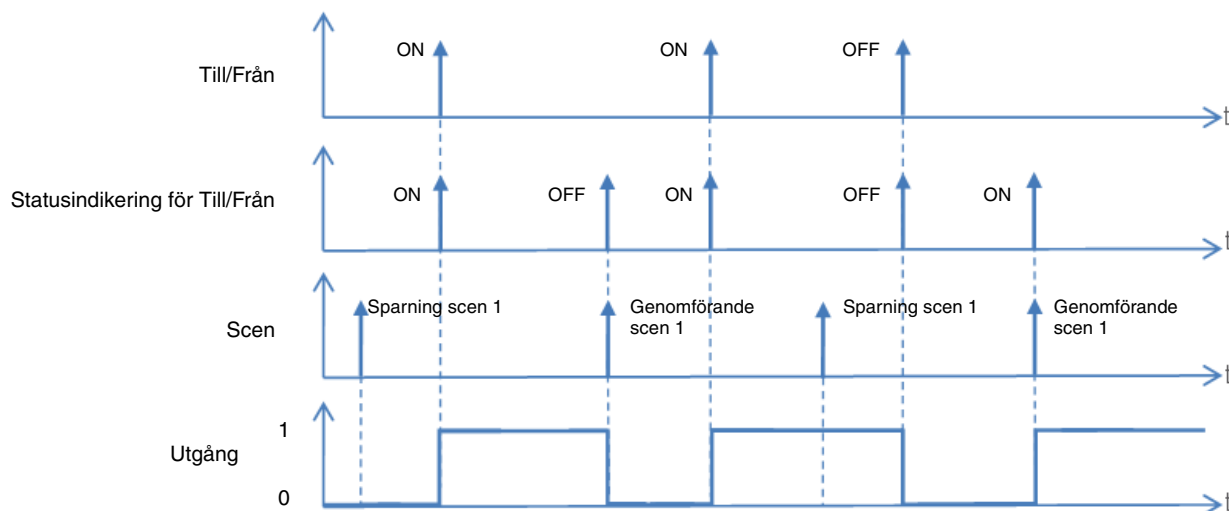 ON ON OFF
Till/Från
t
ON OFF ON OFF ON
Statusindikering för Till/Från
t
Sparning scen 1 Genomförande scen 1 Sparning scen 1 Genomförande scen 1
Scen
t
1
Utgång
0
t